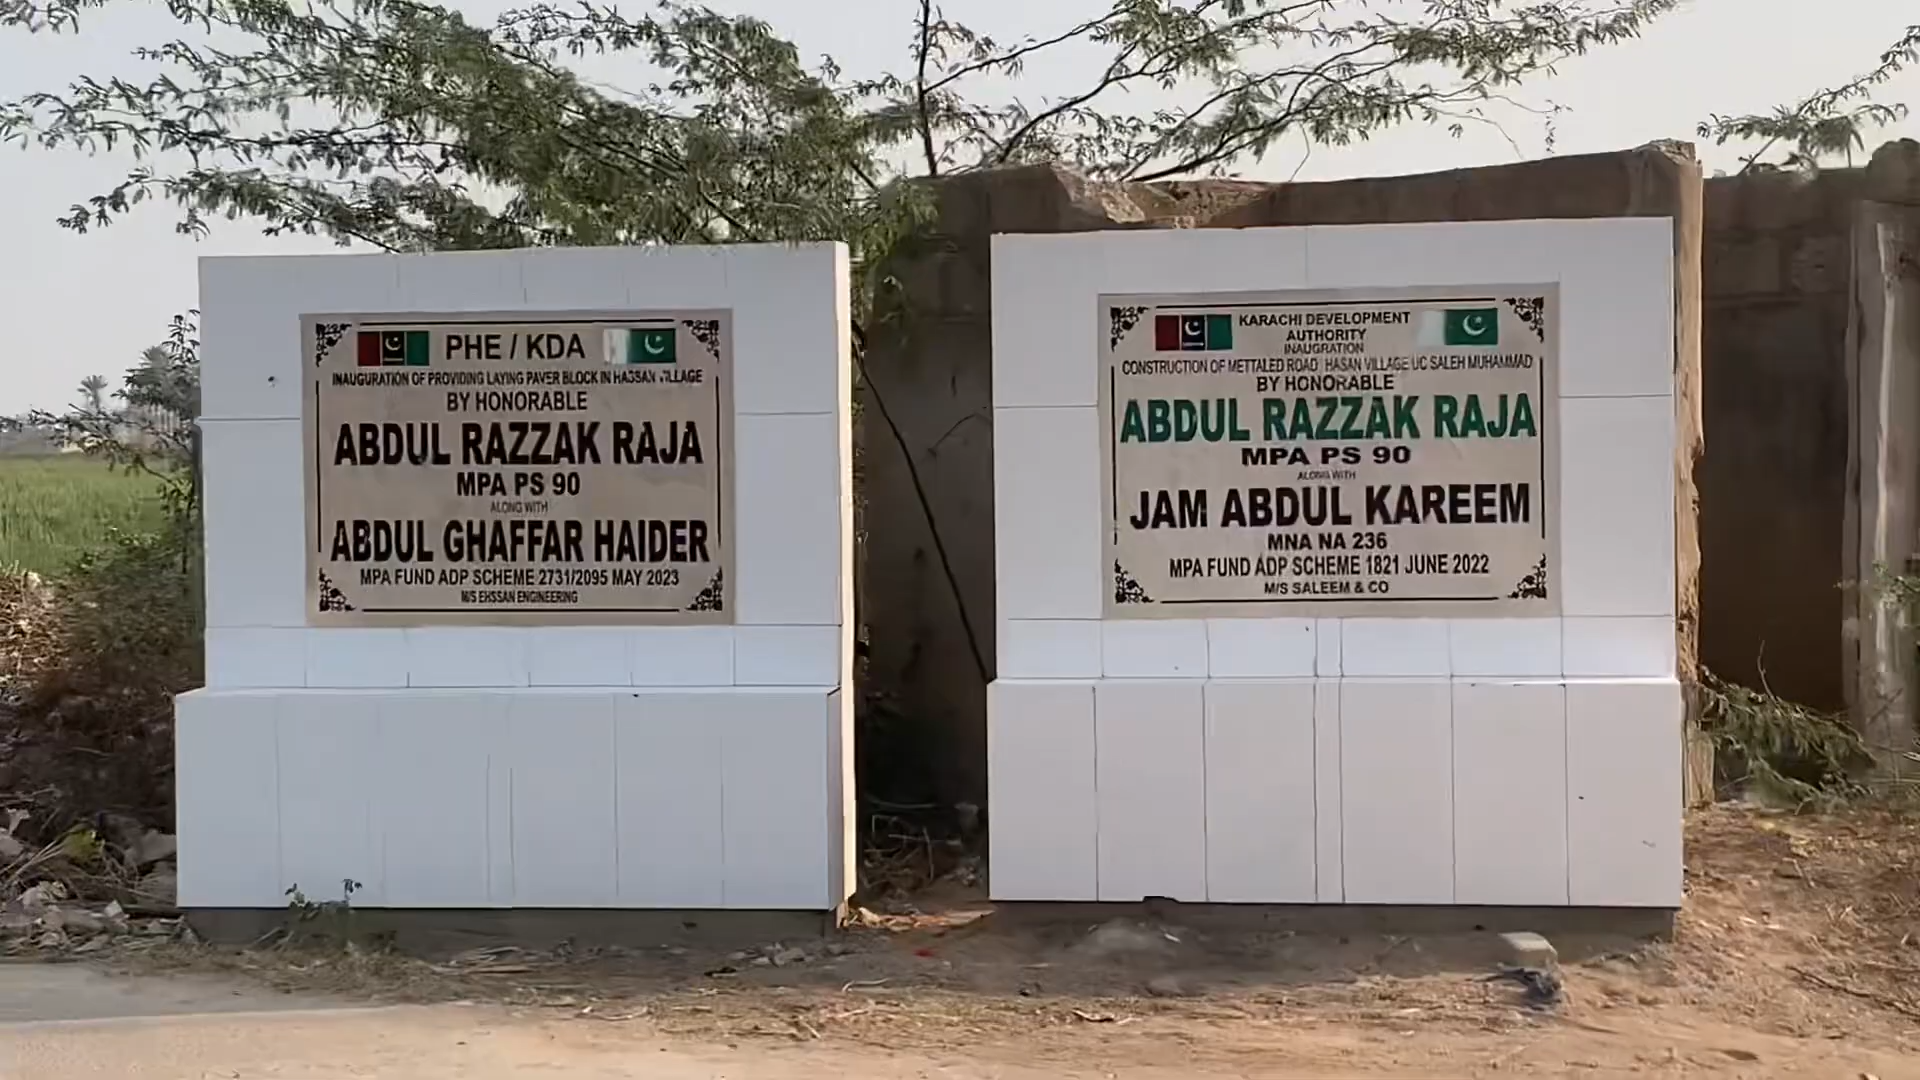 PHE / KDA
INAUGURATION OF PROVIDING LAYING PAVER BLOCK IN HASSAN VILLAGE
BY HONORABLE
ABDUL RAZZAK RAJA
MPA PS 90
ALONG WITH
ABDUL GHAFFAR HAIDER
MPA FUND ADP SCHEME 2731/2095 MAY 2023
M/S EHSSAN ENGINEERING
KARACHI DEVELOPMENT
AUTHORITY
INAUGRATION
CONSTRUCTION OF METTALED ROAD HASAN VILLAGE UC SALEH MUHAMMAD
BY HONORABLE
ABDUL RAZZAK RAJA
MPA PS 90
ALONG WITH
JAM ABDUL KAREEM
MNA NA 236
MPA FUND ADP SCHEME 1821 JUNE 2022
M/S SALEEM & CO